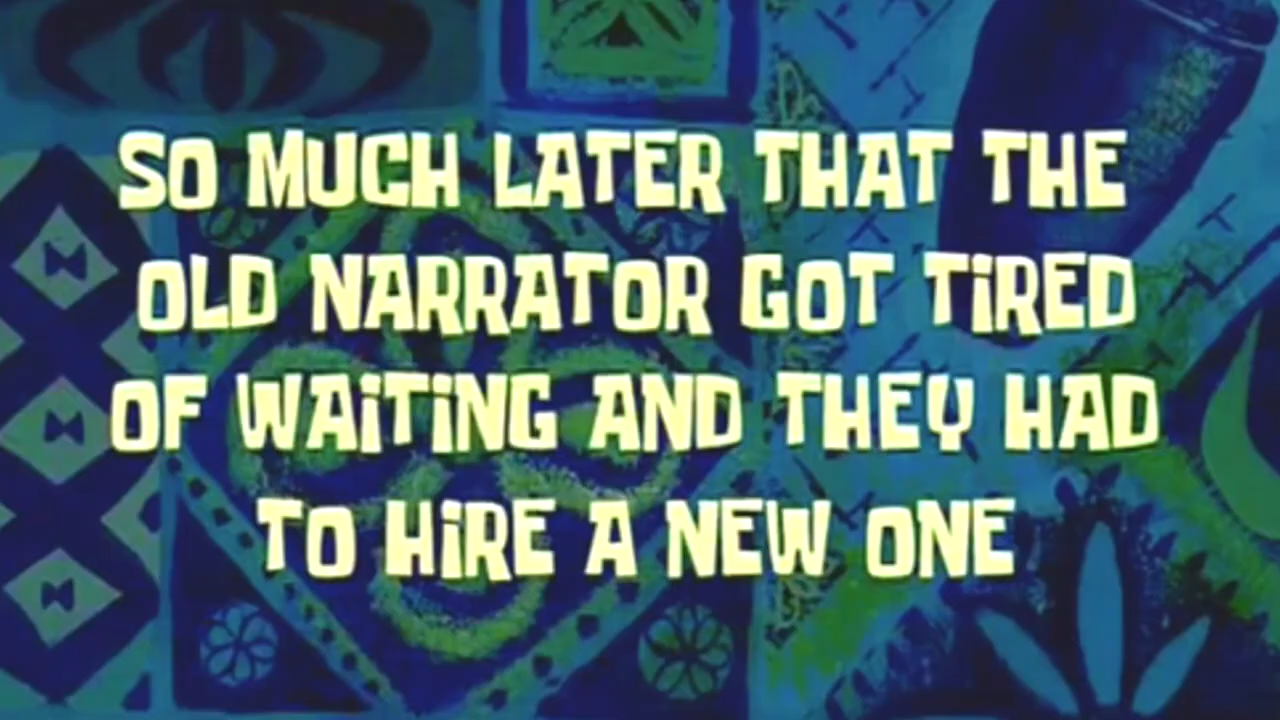 SO MUCH LATER THAT THE
OLD NARRATOR GOT TiRED
OF WAiTiNG AND THEY HAD
TO HiRE A NEW ONE